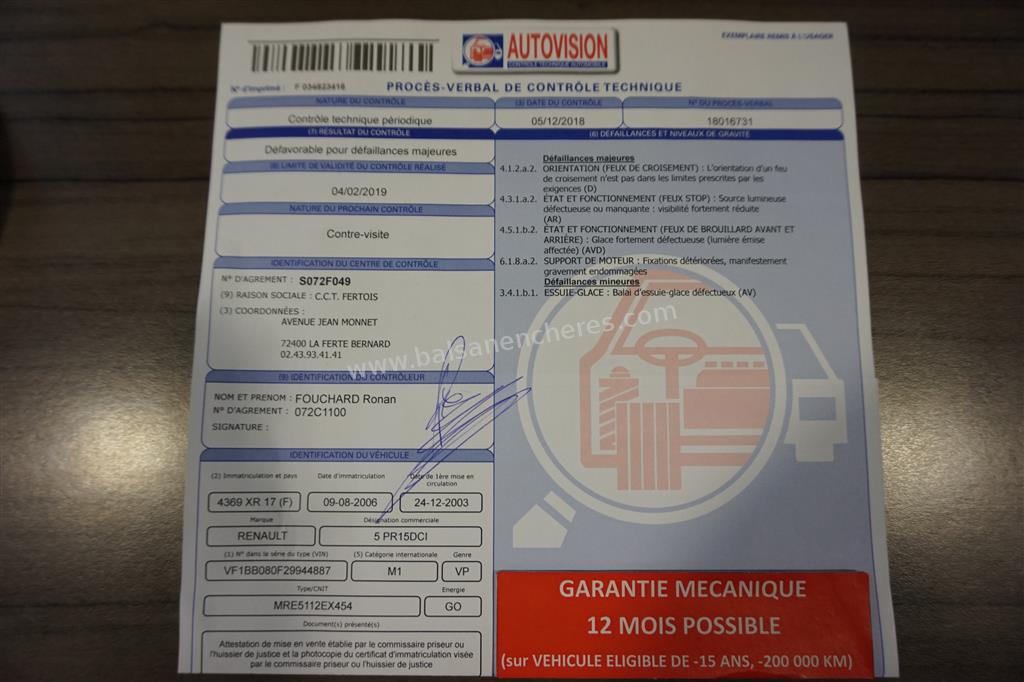 AUTOVISION
CONTROLE TECHNIQUE AUTOMOBILE
EXEMPLAIRE REMIS A L'USAGER
N° d'imprimé : F 034823418
PROCÈS-VERBAL DE CONTRÔLE TECHNIQUE
NATURE DU CONTRÔLE
Contrôle technique périodique
(3) DATE DU CONTRÔLE
05/12/2018
N° DU PROCÈS-VERBAL
18016731
(7) RÉSULTAT DU CONTRÔLE
Défavorable pour défaillances majeures
(8) LIMITE DE VALIDITÉ DU CONTRÔLE RÉALISÉ
04/02/2019
NATURE DU PROCHAIN CONTRÔLE
Contre-visite
IDENTIFICATION DU CENTRE DE CONTRÔLE
N° D'AGREMENT : S072F049
(9) RAISON SOCIALE : C.C.T. FERTOIS
(3) COORDONNÉES :
AVENUE JEAN MONNET
72400 LA FERTE BERNARD
02.43.93.41.41
(9) IDENTIFICATION DU CONTRÔLEUR
NOM ET PRENOM : FOUCHARD Ronan
N° D'AGREMENT : 072C1100
SIGNATURE :
IDENTIFICATION DU VÉHICULE
(2) Immatriculation et pays
Date d'immatriculation
Date de 1ère mise en
circulation
4369 XR 17 (F)
09-08-2006
24-12-2003
Marque
Désignation commerciale
RENAULT
5 PR15DCI
(1) N° dans la série du type (VIN)
(5) Catégorie internationale
Genre
VF1BB080F29944887
M1
VP
Type/CNIT
Energie
MRE5112EX454
GO
Document(s) présenté(s)
Attestation de mise en vente établie par le commissaire priseur ou
l'huissier de justice et la photocopie du certificat d'immatriculation visée
par le commissaire priseur ou l'huissier de justice
(6) DÉFAILLANCES ET NIVEAUX DE GRAVITÉ
Défaillances majeures
4.1.2.a.2. ORIENTATION (FEUX DE CROISEMENT) : L'orientation d'un feu
de croisement n'est pas dans les limites prescrites par les
exigences (D)
4.3.1.a.2. ÉTAT ET FONCTIONNEMENT (FEUX STOP) : Source lumineuse
défectueuse ou manquante : visibilité fortement réduite
(AR)
4.5.1.b.2. ÉTAT ET FONCTIONNEMENT (FEUX DE BROUILLARD AVANT ET
ARRIÈRE) : Glace fortement défectueuse (lumière émise
affectée) (AVD)
6.1.8.a.2. SUPPORT DE MOTEUR : Fixations détériorées, manifestement
gravement endommagées
Défaillances mineures
3.4.1.b.1. ESSUIE-GLACE : Balai d'essuie-glace défectueux (AV)
www.baisanencheres.com
GARANTIE MECANIQUE
12 MOIS POSSIBLE
(sur VEHICULE ELIGIBLE DE -15 ANS, -200 000 KM)